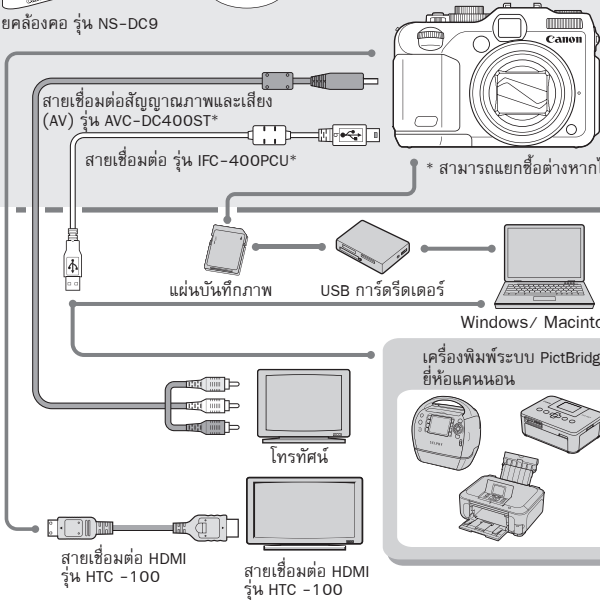 ยคล้องคอ รุ่น NS-DC9
Canon
สายเชื่อมต่อสัญญาณภาพและเสียง
(AV) รุ่น AVC-DC400ST*
สายเชื่อมต่อ รุ่น IFC-400PCU*
* สามารถแยกซื้อต่างหากไ
แผ่นบันทึกภาพ
USB การ์ดรีดเดอร์
Windows/ Macinto
เครื่องพิมพ์ระบบ PictBridg
ยี่ห้อแคนนอน
โทรทัศน์
สายเชื่อมต่อ HDMI
รุ่น HTC -100
สายเชื่อมต่อ HDMI
รุ่น HTC -100